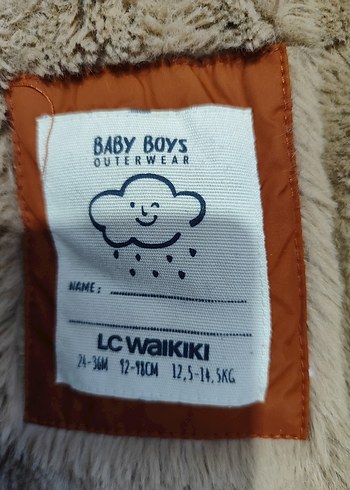 BABY BOYS
OUTERWEAR
NAME:
LC WAIKIKI
24-36M 92-98CM 12,5-14,5KG